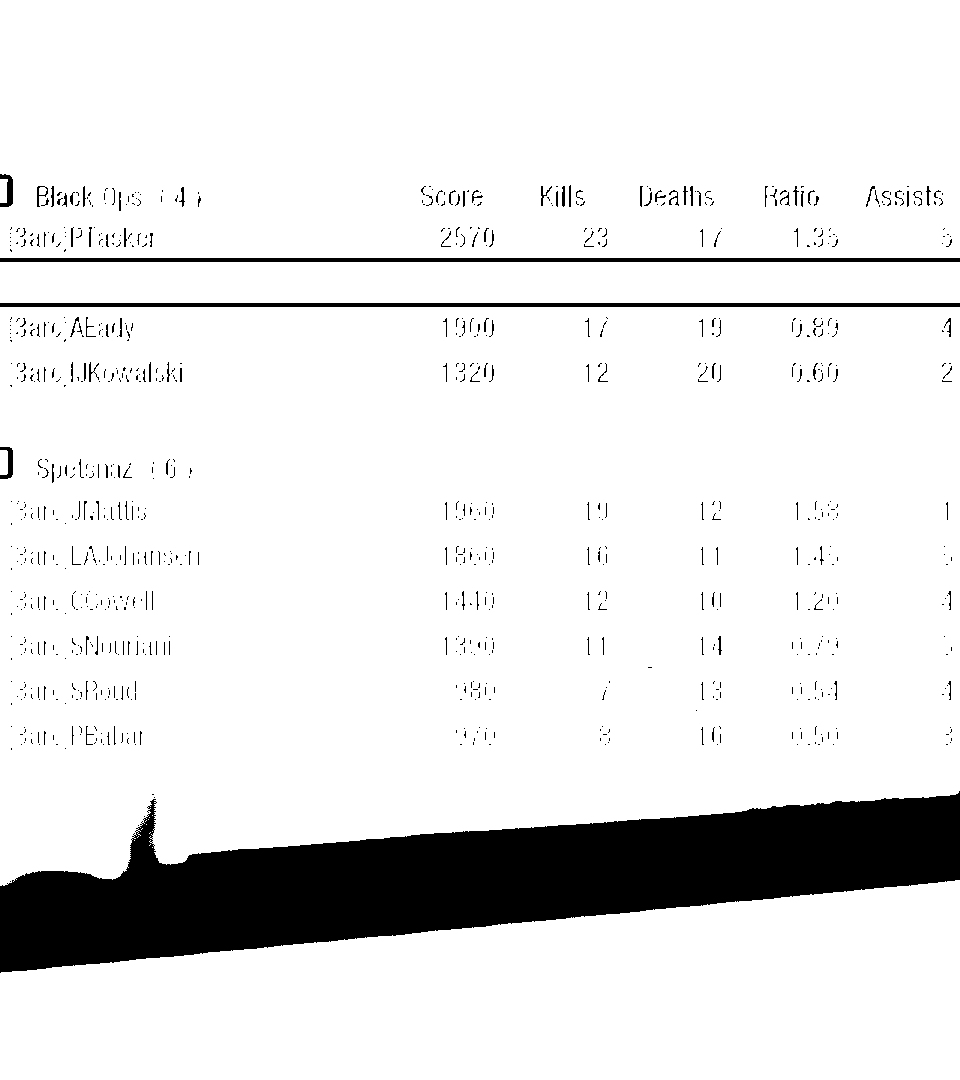 Black Ops ( 4 ) Score Kills Deaths Ratio Assists
[3arc]PTasker 2570 23 17 1.35 5
[3arc]AEady 1900 17 19 0.89 4
[3arc]IJKowalski 1320 12 20 0.60 2
Spetsnaz ( 6 )
[3arc]JMattis 1960 19 12 1.58 1
[3arc]LAJohansen 1860 16 11 1.45 5
[3arc]CCowell 1440 12 10 1.20 4
[3arc]SNouriani 1390 11 14 0.79 5
[3arc]SRoud 980 7 13 0.54 4
[3arc]PBabar 970 8 16 0.50 3